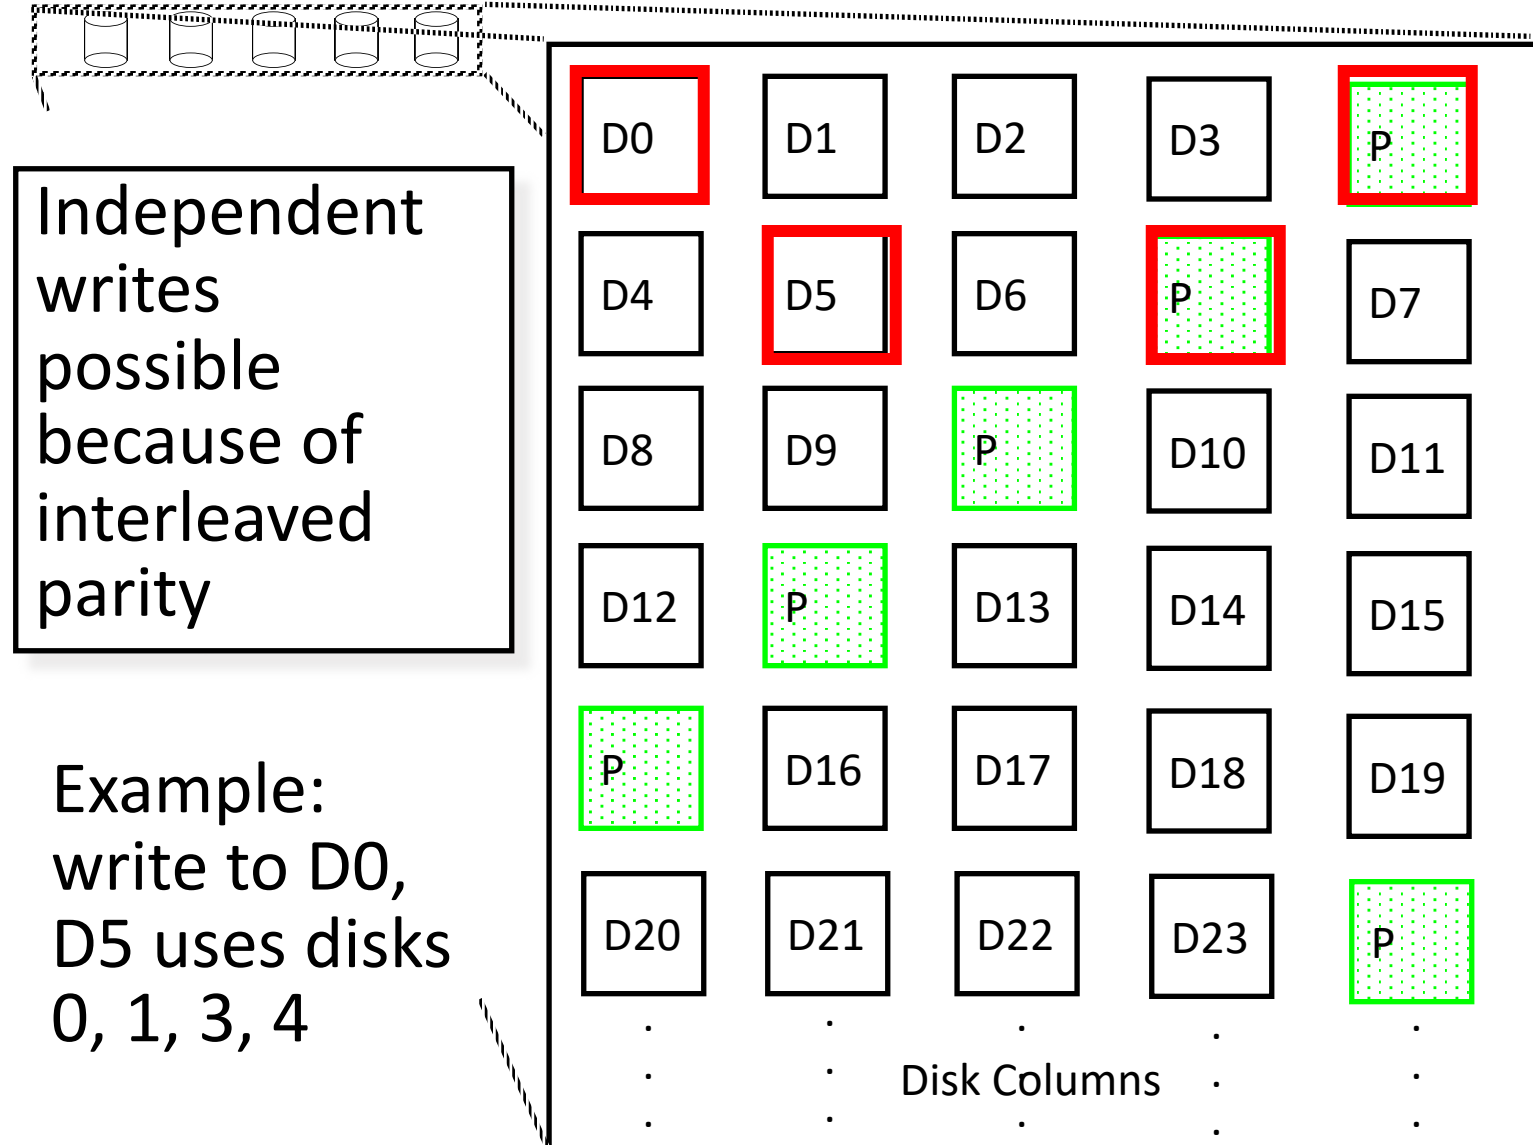 Independent
writes
possible
because of
interleaved
parity
Example:
write to D0,
D5 uses disks
0, 1, 3, 4
D0 D1 D2 D3 P
D4 D5 D6 P D7
D8 D9 P D10 D11
D12 P D13 D14 D15
P D16 D17 D18 D19
D20 D21 D22 D23 P
Disk Columns